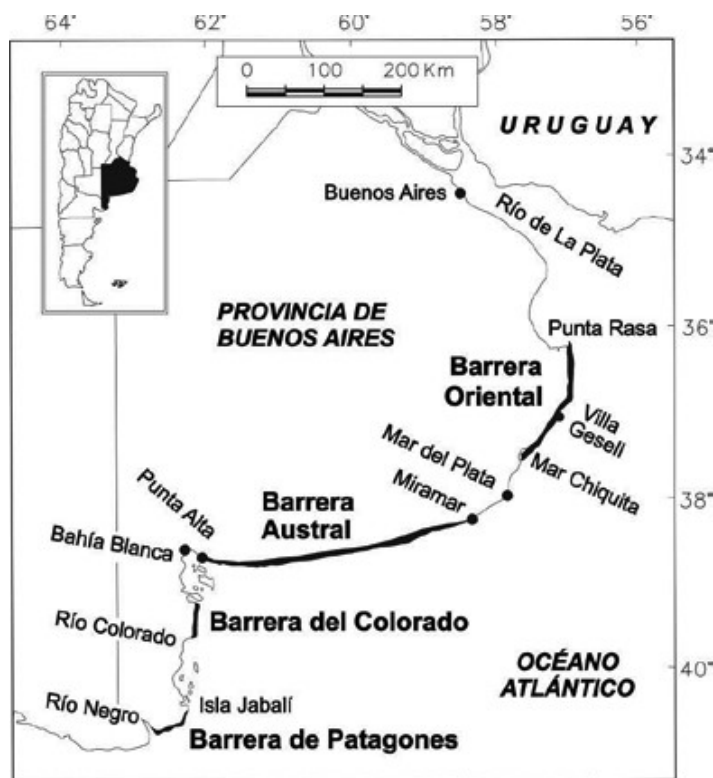 64°
62
60
58
56
0 100 200 Km
URUGUAY
34°
Buenos Aires
Río de La Plata
PROVINCIA DE
BUENOS AIRES
36°
Punta Rasa
Barrera
Oriental
Villa
Gesell
Mar del Plata
Mar Chiquita
Miramar
38°
Barrera
Austral
Punta Alta
Bahía Blanca
Río Colorado
Barrera del Colorado
OCÉANO
ATLÁNTICO
40°
Río Negro
Isla Jabalí
Barrera de Patagones